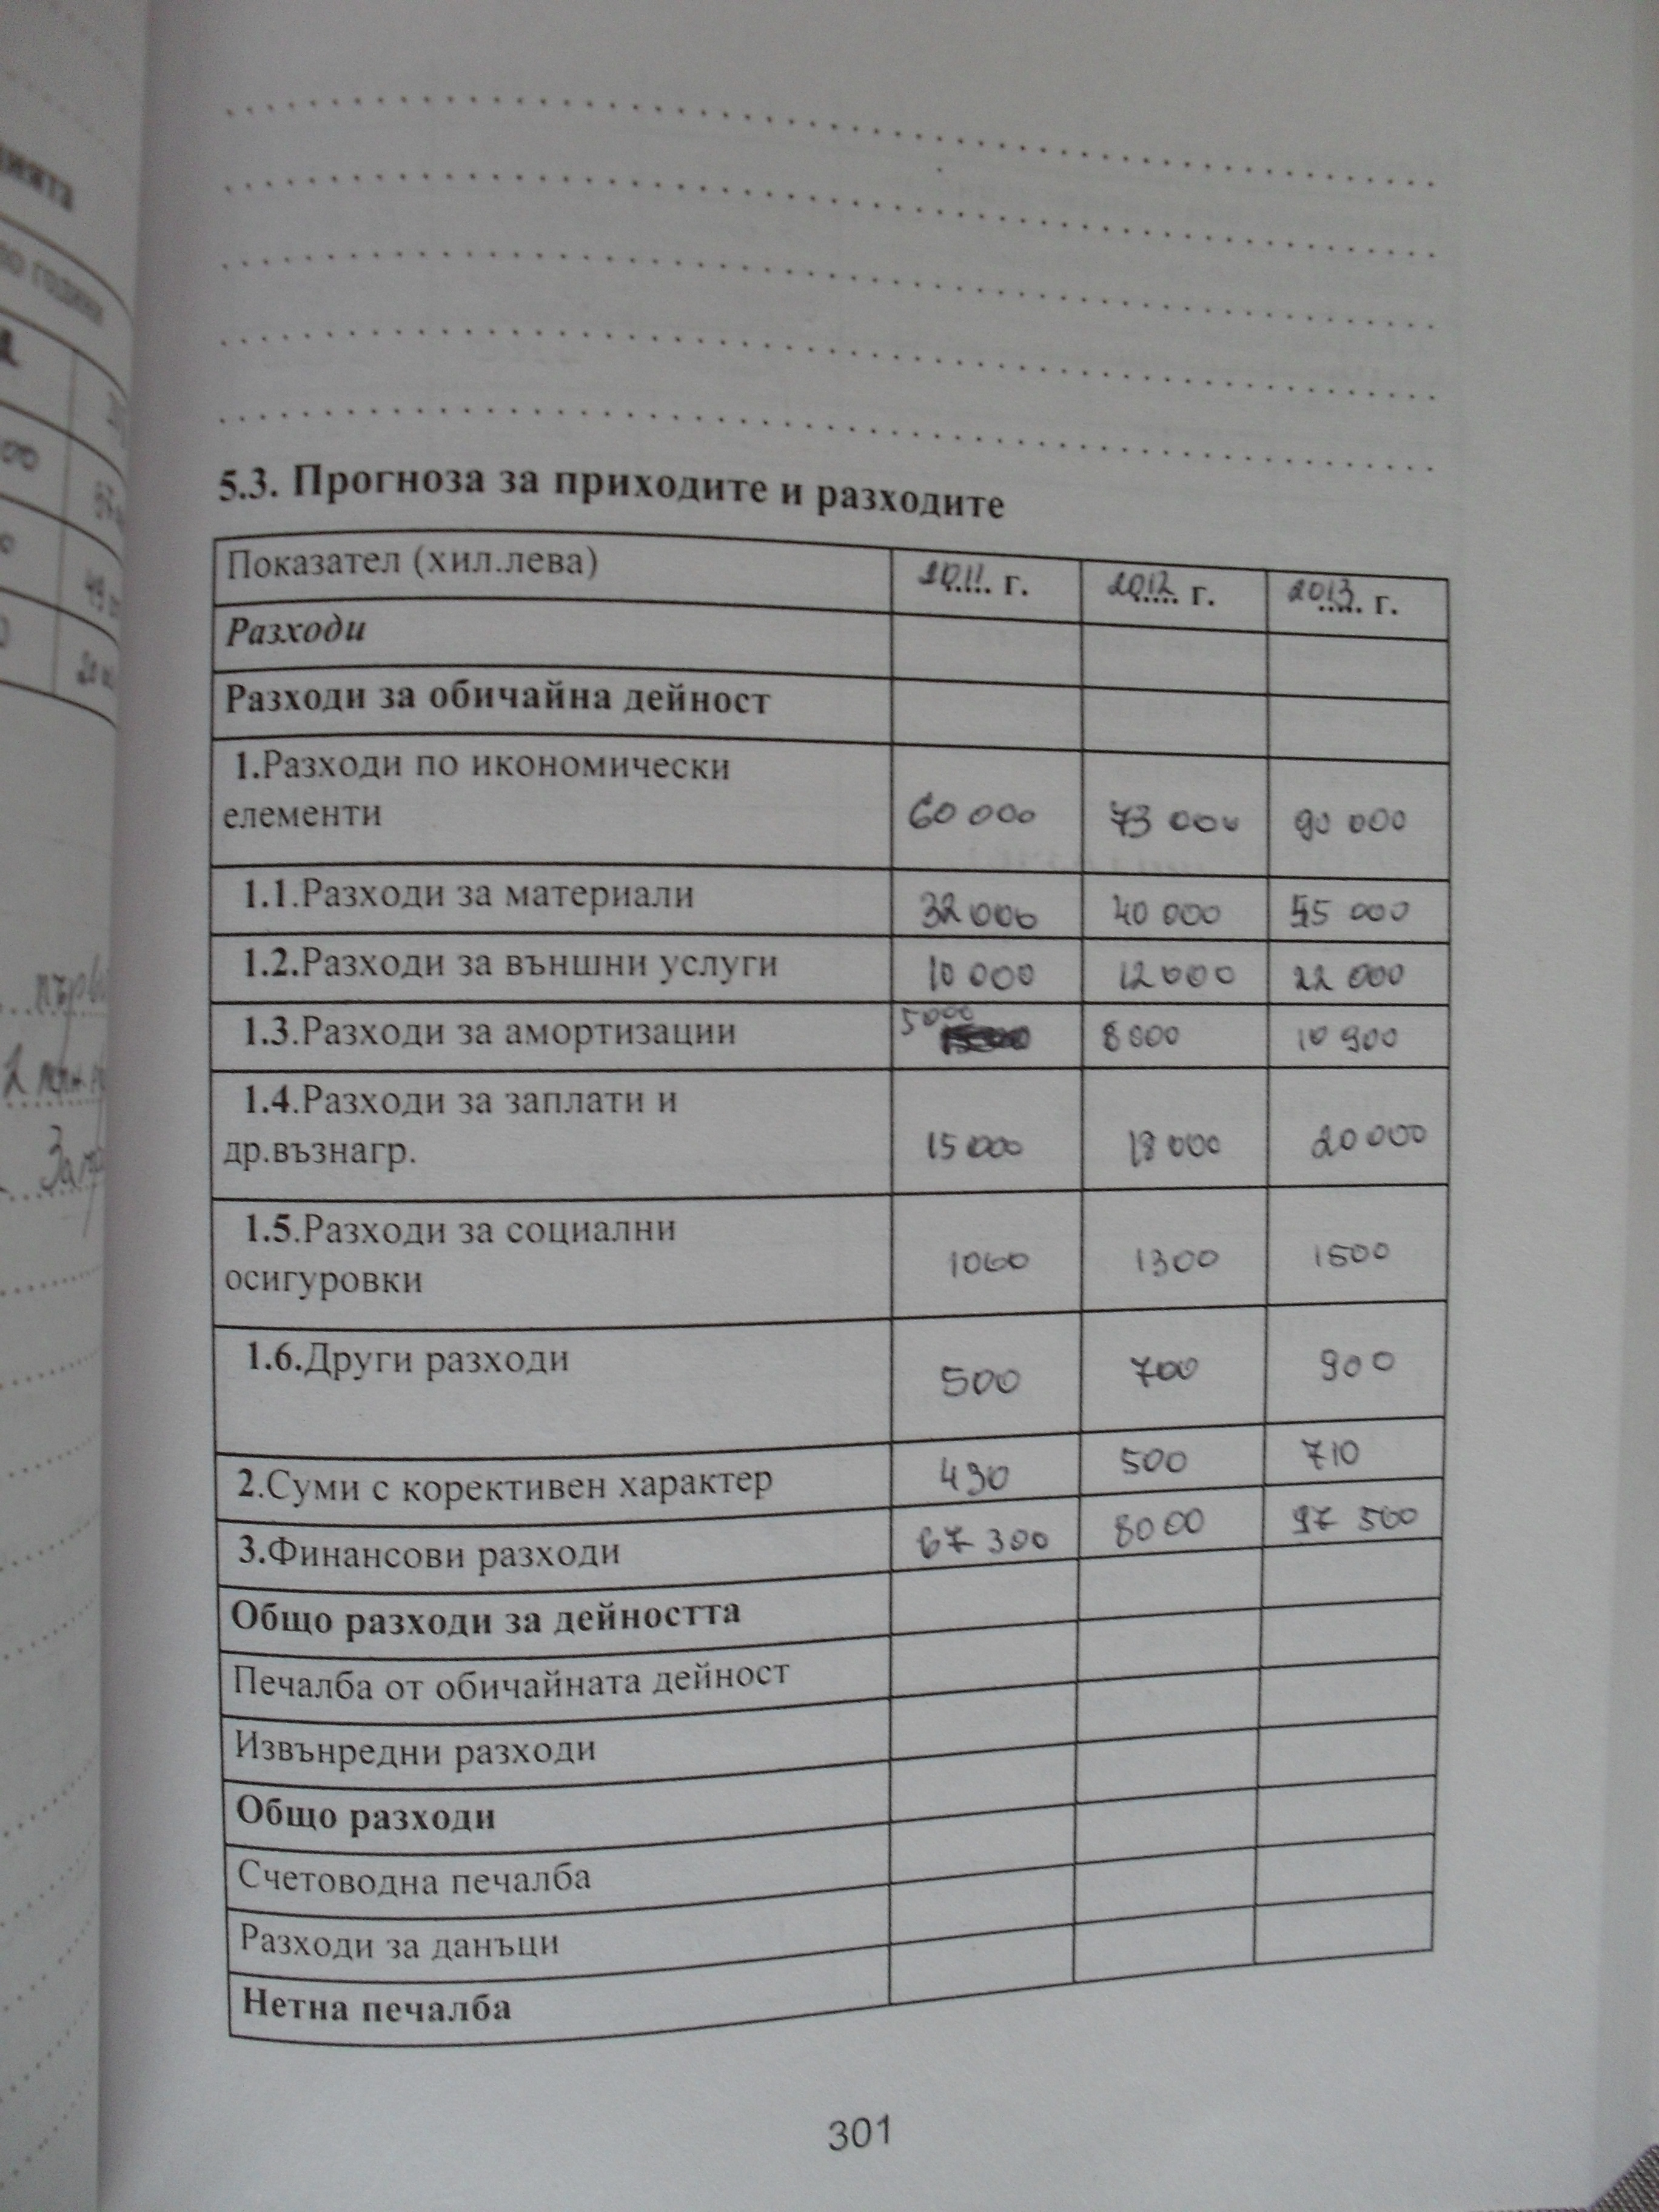 5.3. Прогноза за приходите и разходите
Показател (хил.лева) 2011 г. 2012 г. 2013 г.
Разходи
Разходи за обичайна дейност
1.Разходи по икономически
елементи 60 000 73 000 90 000
1.1.Разходи за материали 32 000 40 000 55 000
1.2.Разходи за външни услуги 10 000 12 000 22 000
1.3.Разходи за амортизации 5000 8000 10 900
1.4.Разходи за заплати и
др.възнагр. 15 000 18 000 20 000
1.5.Разходи за социални
осигуровки 1000 1300 1500
1.6.Други разходи 500 700 900
2.Суми с корективен характер 430 500 710
3.Финансови разходи 67 300 8000 97 500
Общо разходи за дейността
Печалба от обичайната дейност
Извънредни разходи
Общо разходи
Счетоводна печалба
Разходи за данъци
Нетна печалба
301